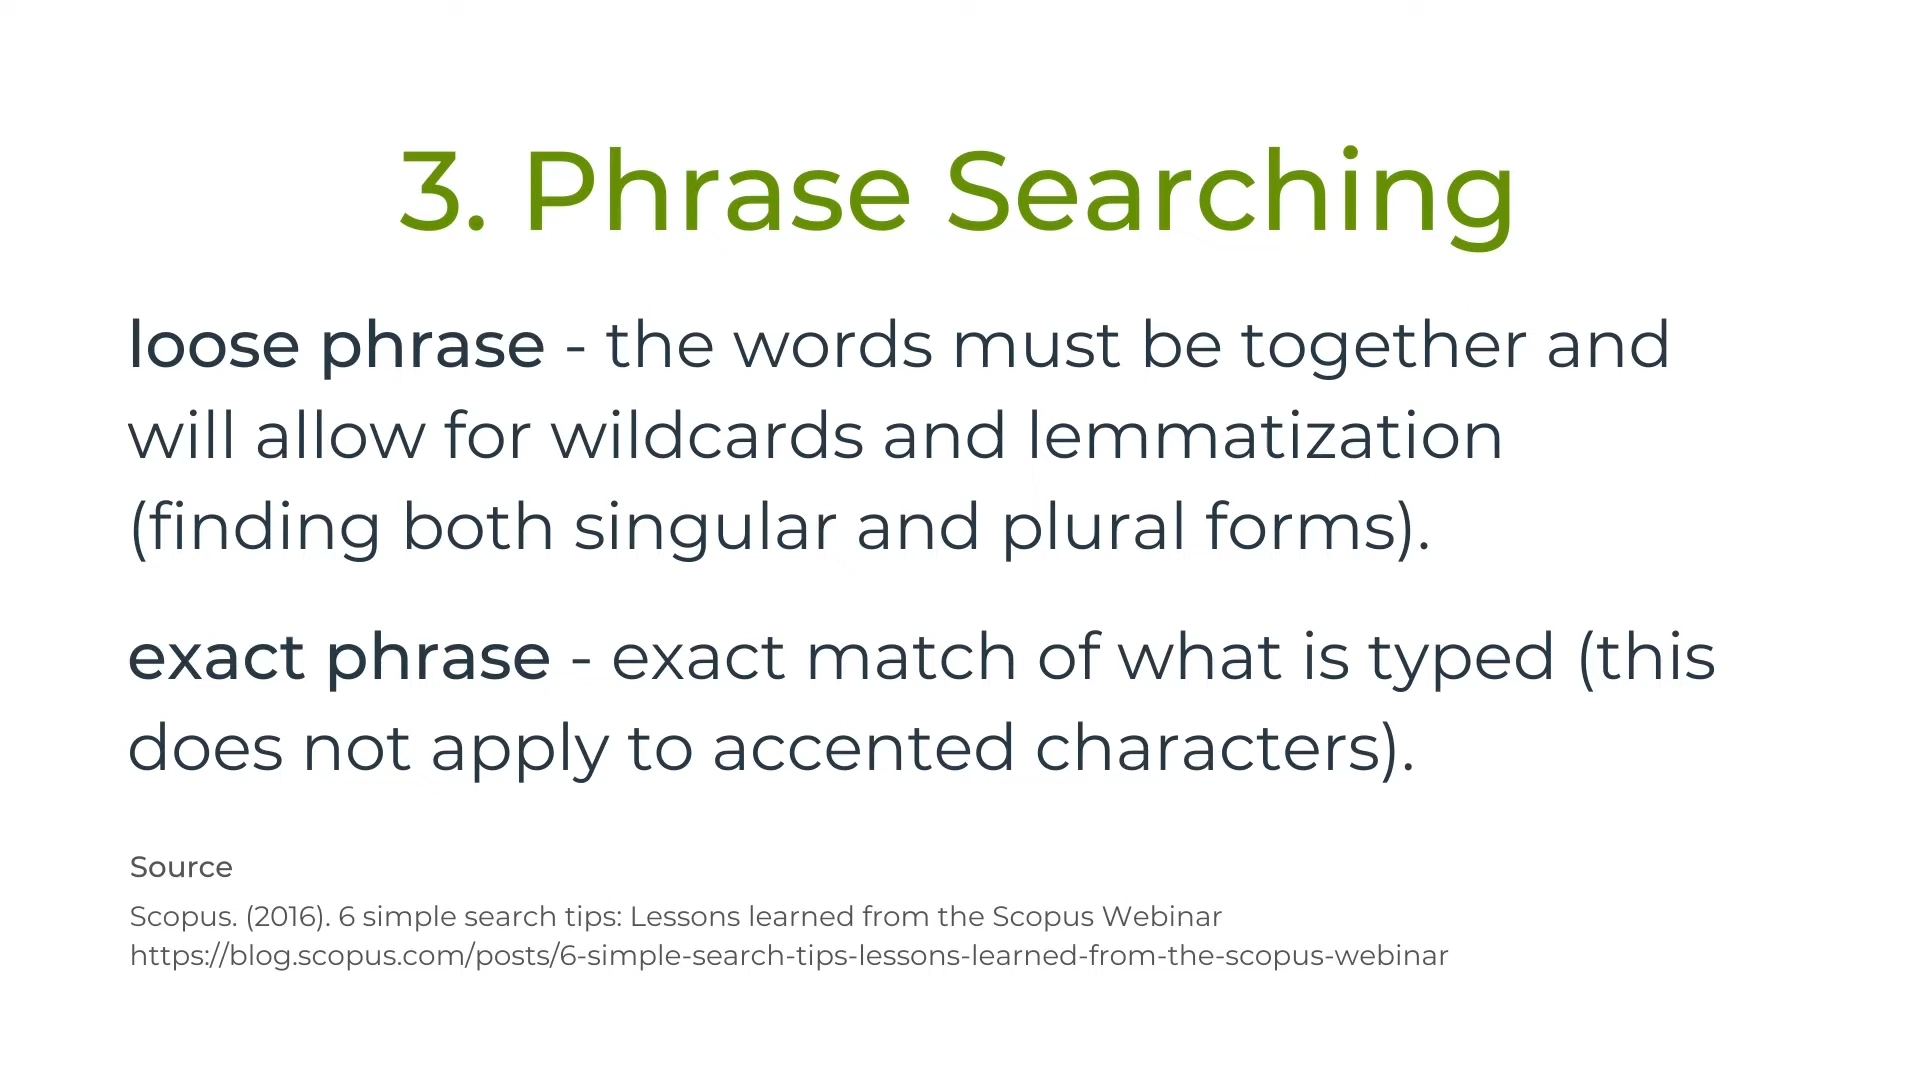 3. Phrase Searching
loose phrase - the words must be together and
will allow for wildcards and lemmatization
(finding both singular and plural forms).
exact phrase - exact match of what is typed (this
does not apply to accented characters).
Source
Scopus. (2016). 6 simple search tips: Lessons learned from the Scopus Webinar
https://blog.scopus.com/posts/6-simple-search-tips-lessons-learned-from-the-scopus-webinar